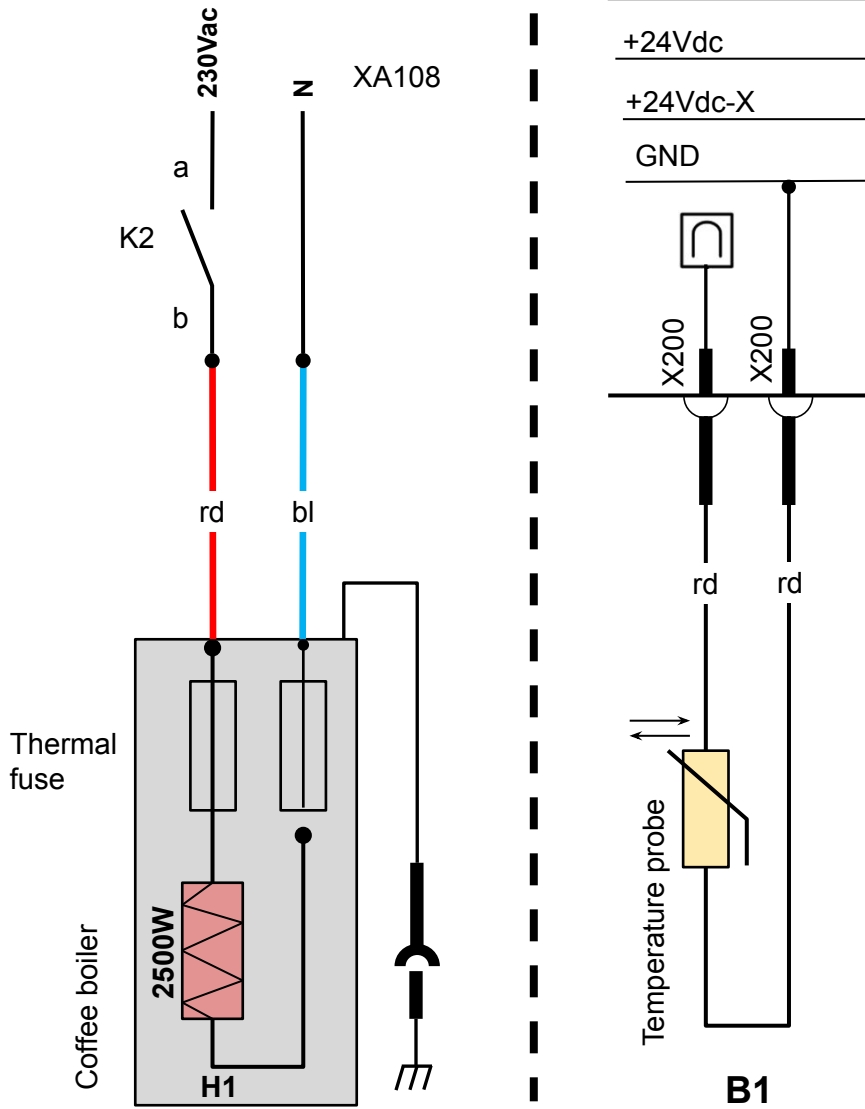 230Vac
N
XA108
a
K2
b
rd
bl
Thermal
fuse
2500W
Coffee boiler
H1
+24Vdc
+24Vdc-X
GND
X200
X200
rd
rd
Temperature probe
B1